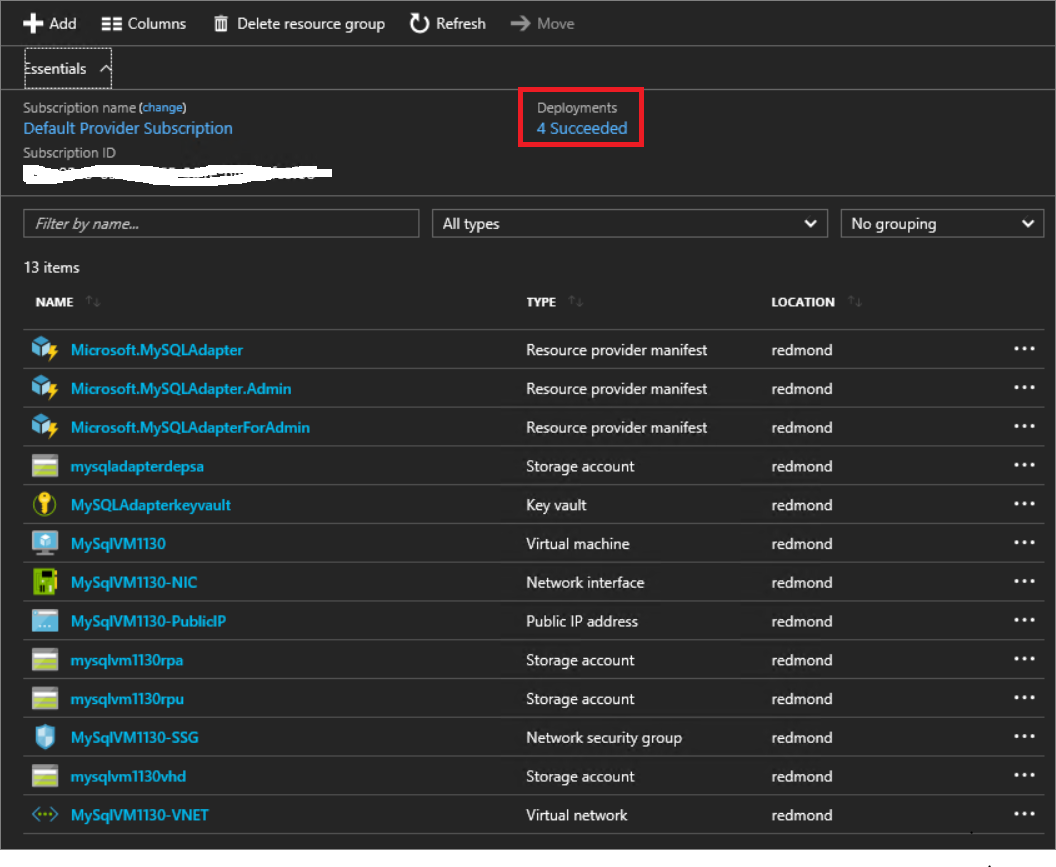 Add Columns Delete resource group Refresh Move
Essentials
Subscription name (change) Deployments
Default Provider Subscription 4 Succeeded
Subscription ID
Filter by name... All types No grouping
13 items
NAME TYPE LOCATION
Microsoft.MySQLAdapter Resource provider manifest redmond
Microsoft.MySQLAdapter.Admin Resource provider manifest redmond
Microsoft.MySQLAdapterForAdmin Resource provider manifest redmond
mysqladapterdepsa Storage account redmond
MySQLAdapterkeyvault Key vault redmond
MySqlVM1130 Virtual machine redmond
MySqlVM1130-NIC Network interface redmond
MySqlVM1130-PublicIP Public IP address redmond
mysqlvm1130rpa Storage account redmond
mysqlvm1130rpu Storage account redmond
MySqlVM1130-SSG Network security group redmond
mysqlvm1130vhd Storage account redmond
MySqlVM1130-VNET Virtual network redmond